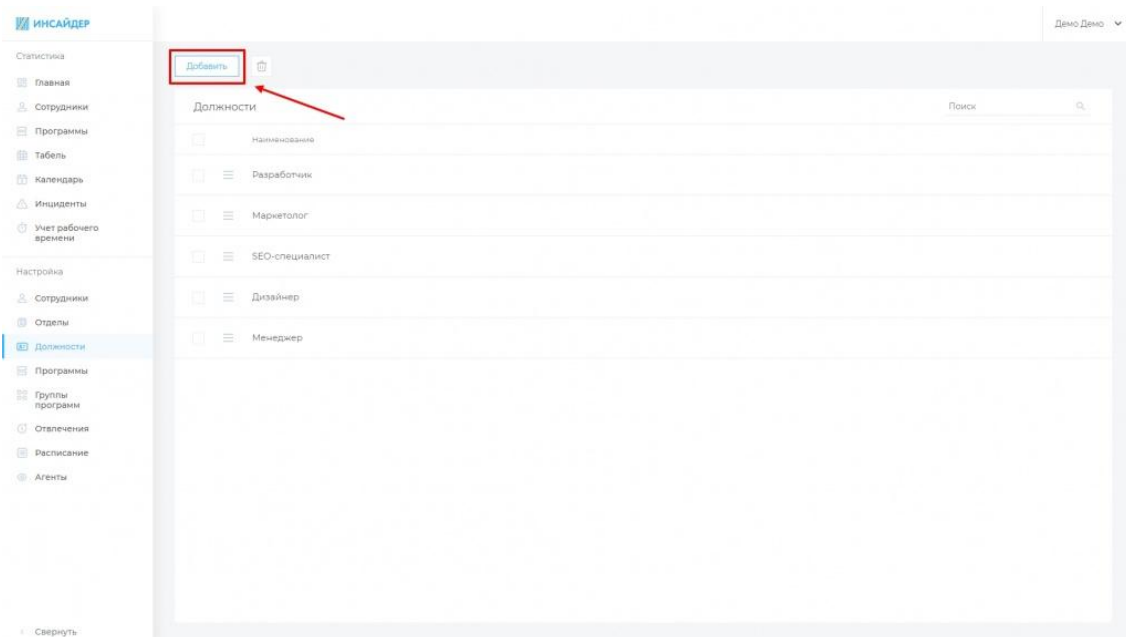 ИНСАЙДЕР
Демо Демо
Статистика
Главная
Сотрудники
Программы
Табель
Календарь
Инциденты
Учет рабочего
времени
Настройка
Сотрудники
Отделы
Должности
Программы
Группы
программ
Отвлечения
Расписание
Агенты
Свернуть
Добавить
Должности
Поиск
Наименование
Разработчик
Маркетолог
SEO-специалист
Дизайнер
Менеджер